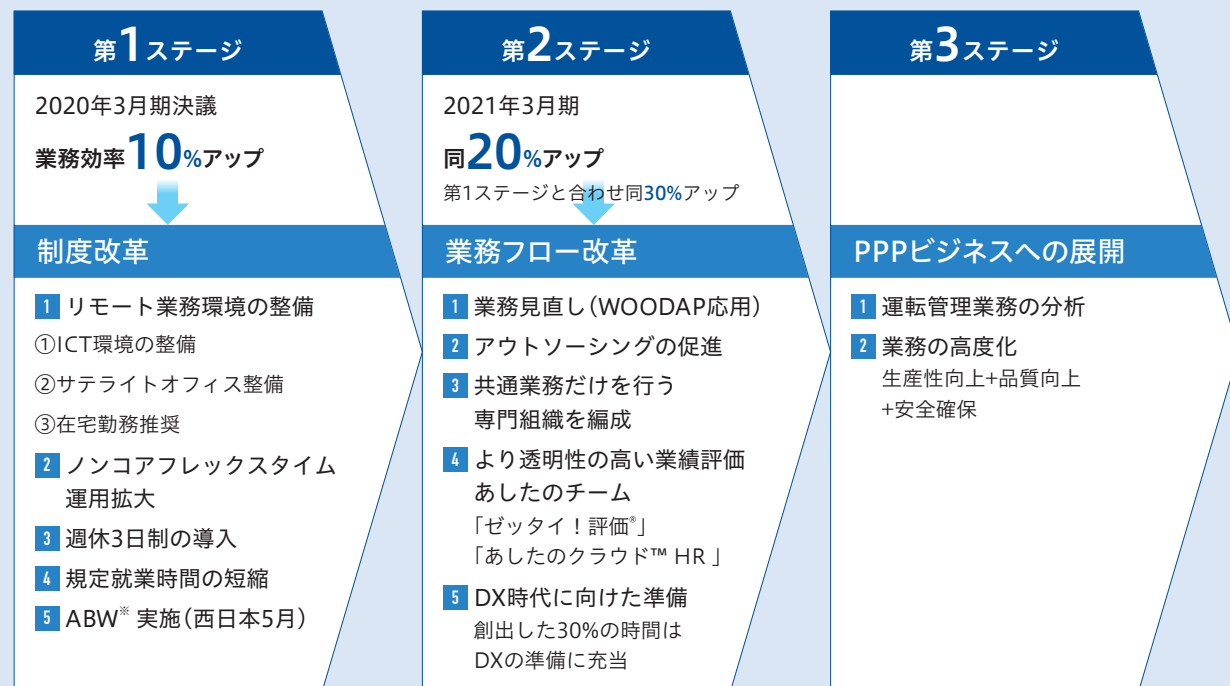 第1ステージ
2020年3月期決議
業務効率10%アップ
制度改革
1 リモート業務環境の整備
①ICT環境の整備
②サテライトオフィス整備
③在宅勤務推奨
2 ノンコアフレックスタイム
運用拡大
3 週休3日制の導入
4 規定就業時間の短縮
5 ABW※ 実施(西日本5月)
第2ステージ
2021年3月期
同20%アップ
第1ステージと合わせ同30%アップ
業務フロー改革
1 業務見直し(WOODAP応用)
2 アウトソーシングの促進
3 共通業務だけを行う
専門組織を編成
4 より透明性の高い業績評価
あしたのチーム
「ゼッタイ!評価®」
「あしたのクラウド™ HR 」
5 DX時代に向けた準備
創出した30%の時間は
DXの準備に充当
第3ステージ
PPPビジネスへの展開
1 運転管理業務の分析
2 業務の高度化
生産性向上+品質向上
+安全確保